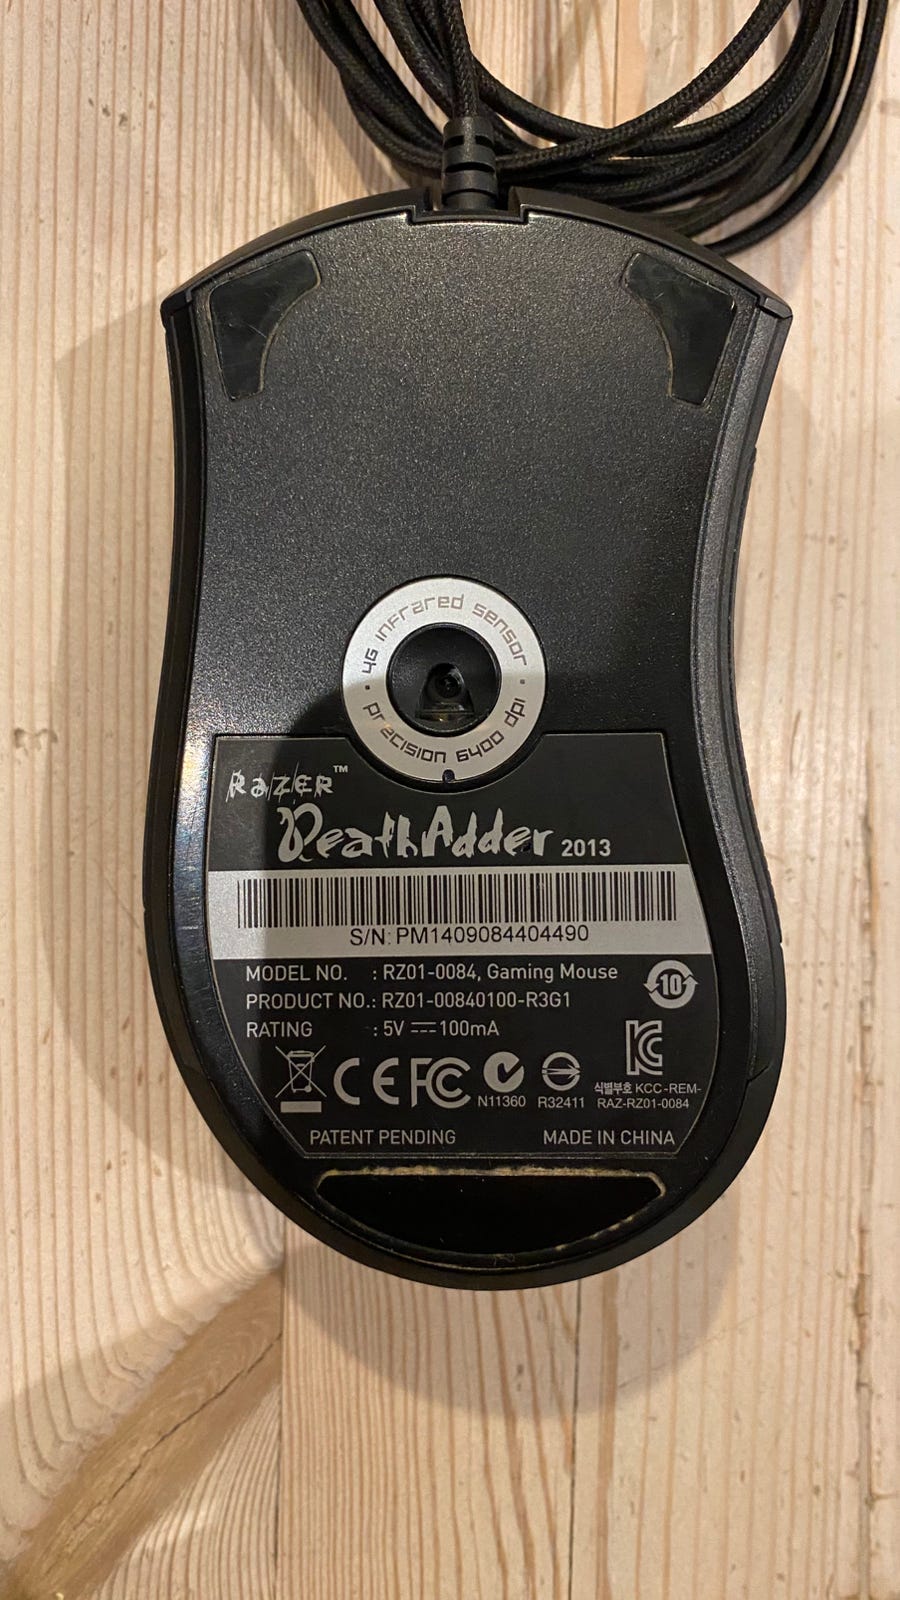 4G infrared sensor
precision 6400 dpi
RAZER™
DeathAdder 2013
S/N: PM1409084404490
MODEL NO. : RZ01-0084, Gaming Mouse
PRODUCT NO.: RZ01-00840100-R3G1
RATING : 5V ⎓ 100mA
10
CE FC N11360 R32411 식별부호 KCC-REM-
RAZ-RZ01-0084
PATENT PENDING MADE IN CHINA